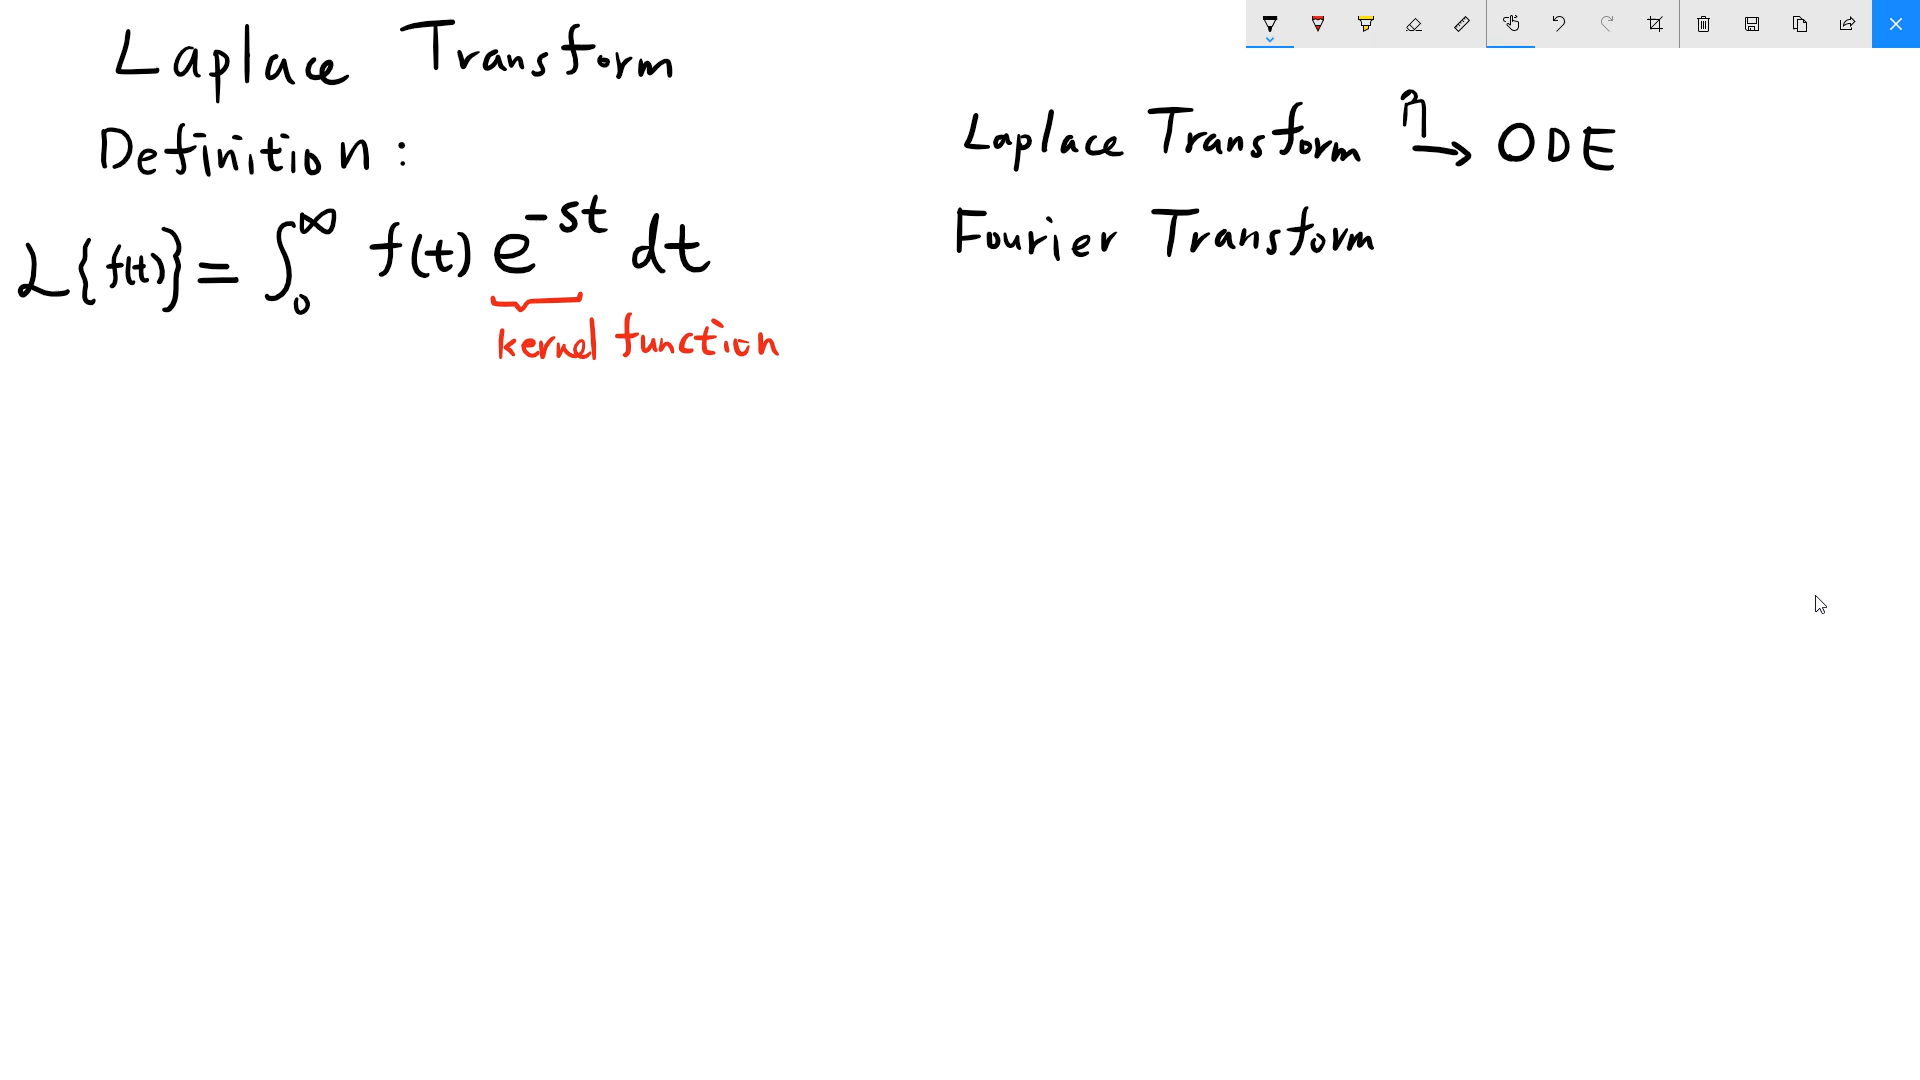 Laplace Transform
Definition :
ℒ{f(t)} = ∫₀^∞ f(t) e^{-st} dt
kernel function
Laplace Transform → ODE
Fourier Transform